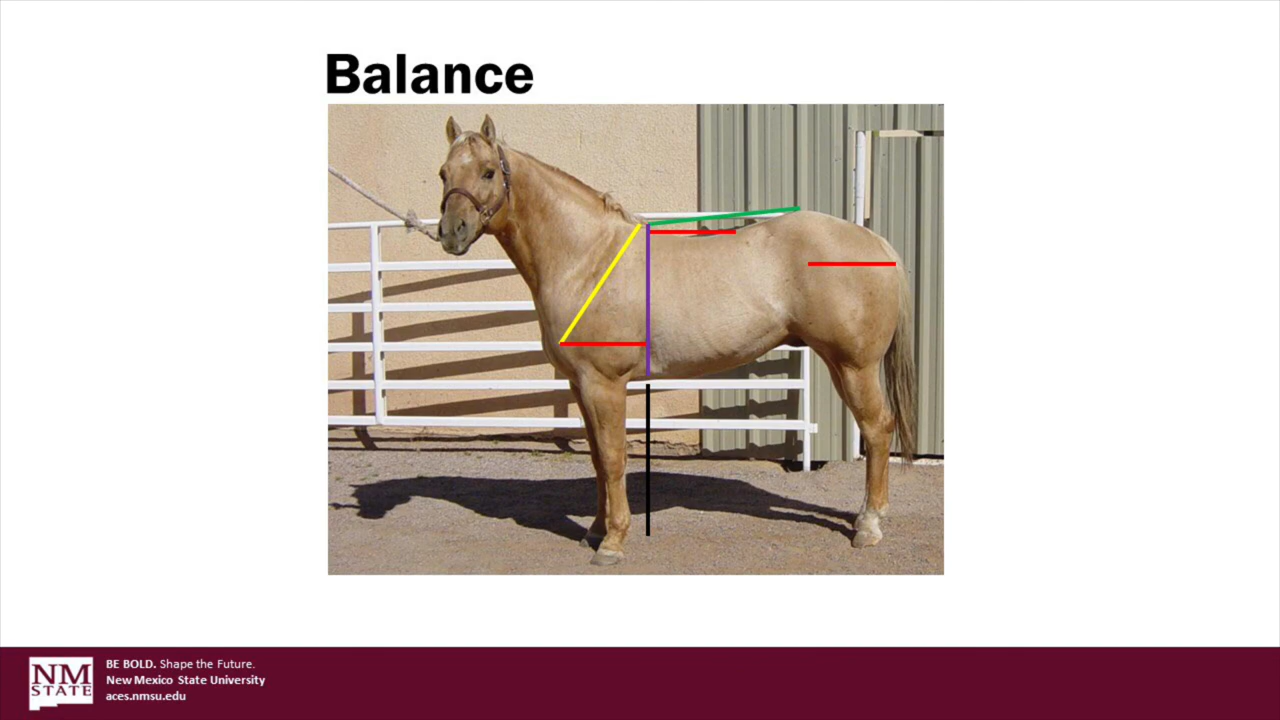 Balance
NM
STATE
BE BOLD. Shape the Future.
New Mexico State University
aces.nmsu.edu